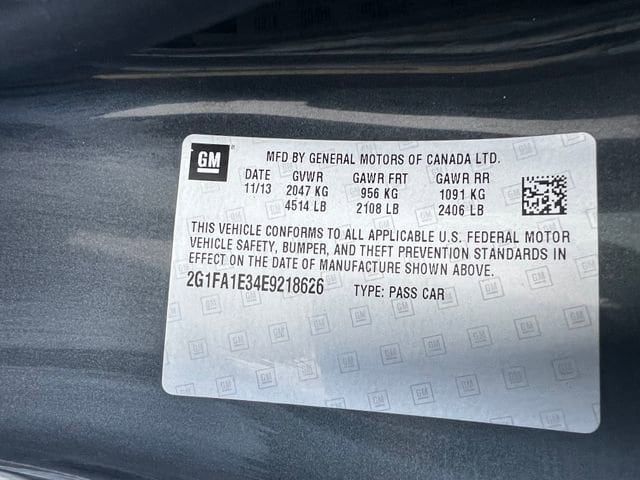 GM
MFD BY GENERAL MOTORS OF CANADA LTD.
DATE GVWR GAWR FRT GAWR RR
11/13 2047 KG 956 KG 1091 KG
4514 LB 2108 LB 2406 LB
THIS VEHICLE CONFORMS TO ALL APPLICABLE U.S. FEDERAL MOTOR
VEHICLE SAFETY, BUMPER, AND THEFT PREVENTION STANDARDS IN
EFFECT ON THE DATE OF MANUFACTURE SHOWN ABOVE.
2G1FA1E34E9218626 TYPE: PASS CAR